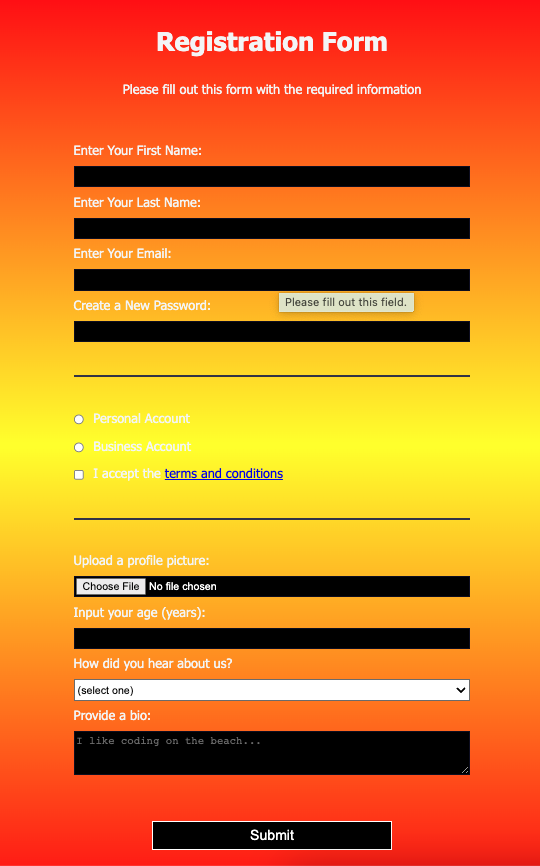 Registration Form
Please fill out this form with the required information
Enter Your First Name:
Enter Your Last Name:
Enter Your Email:
Please fill out this field.
Create a New Password:
Personal Account
Business Account
I accept the terms and conditions
Upload a profile picture:
Choose File No file chosen
Input your age (years):
How did you hear about us?
(select one)
Provide a bio:
I like coding on the beach...
Submit